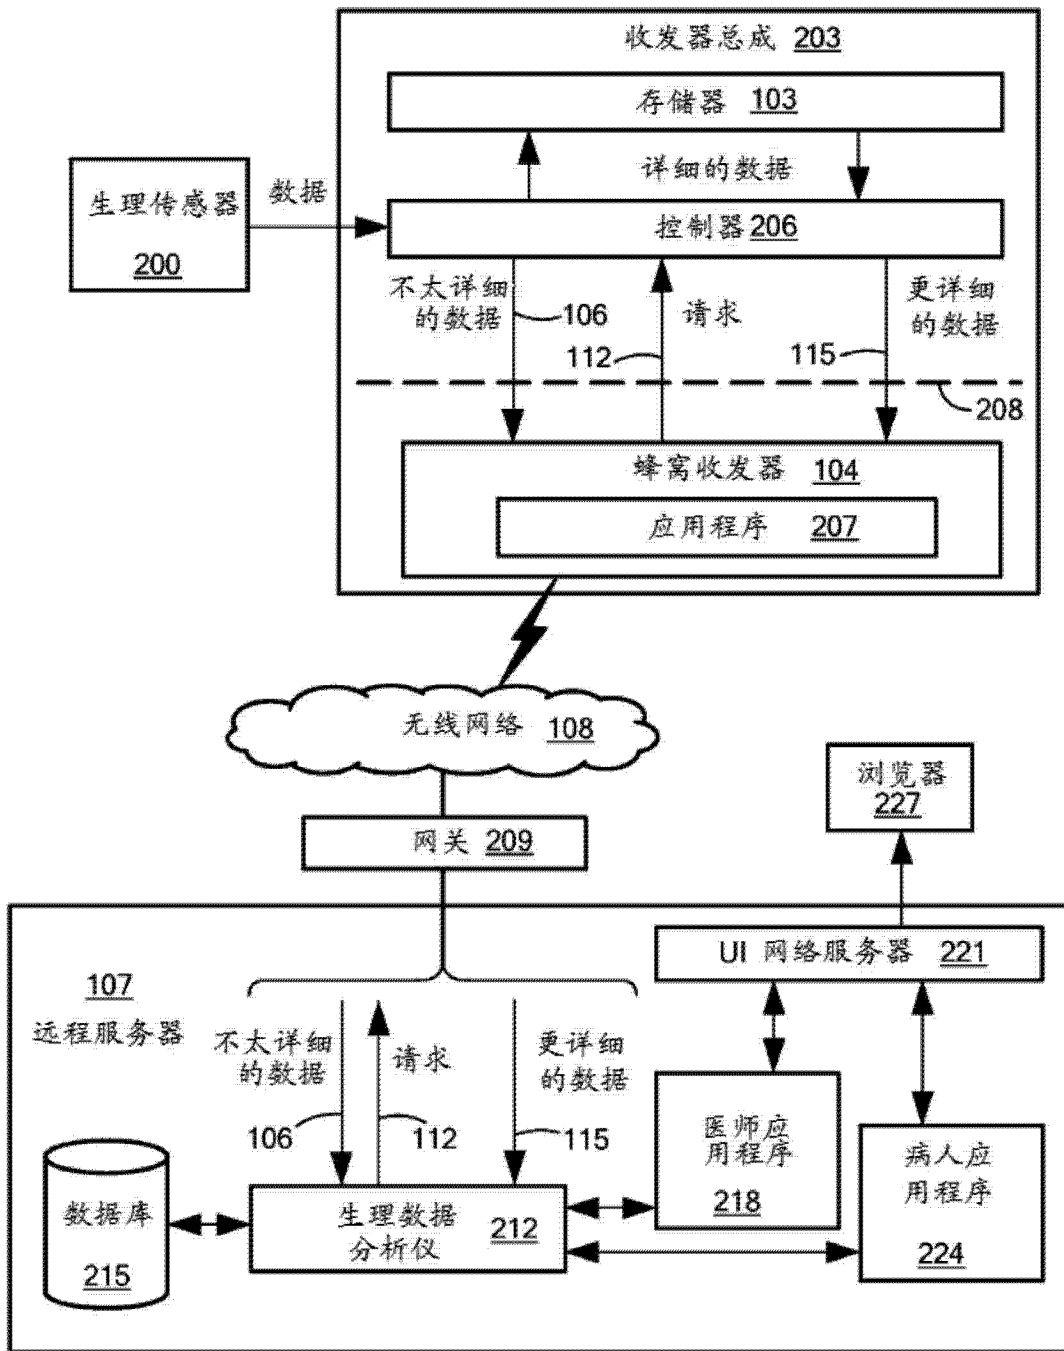 收发器总成 203
存储器 103
详细的数据
生理传感器
200
数据
控制器 206
不太详细
的数据
106
请求
112
更详细
的数据
115
208
蜂窝收发器 104
应用程序 207
无线网络 108
浏览器
227
网关 209
UI 网络服务器 221
107
远程服务器
不太详细
的数据
106
请求
112
更详细
的数据
115
医师应
用程序
218
病人应
用程序
224
数据库
215
生理数据
分析仪
212